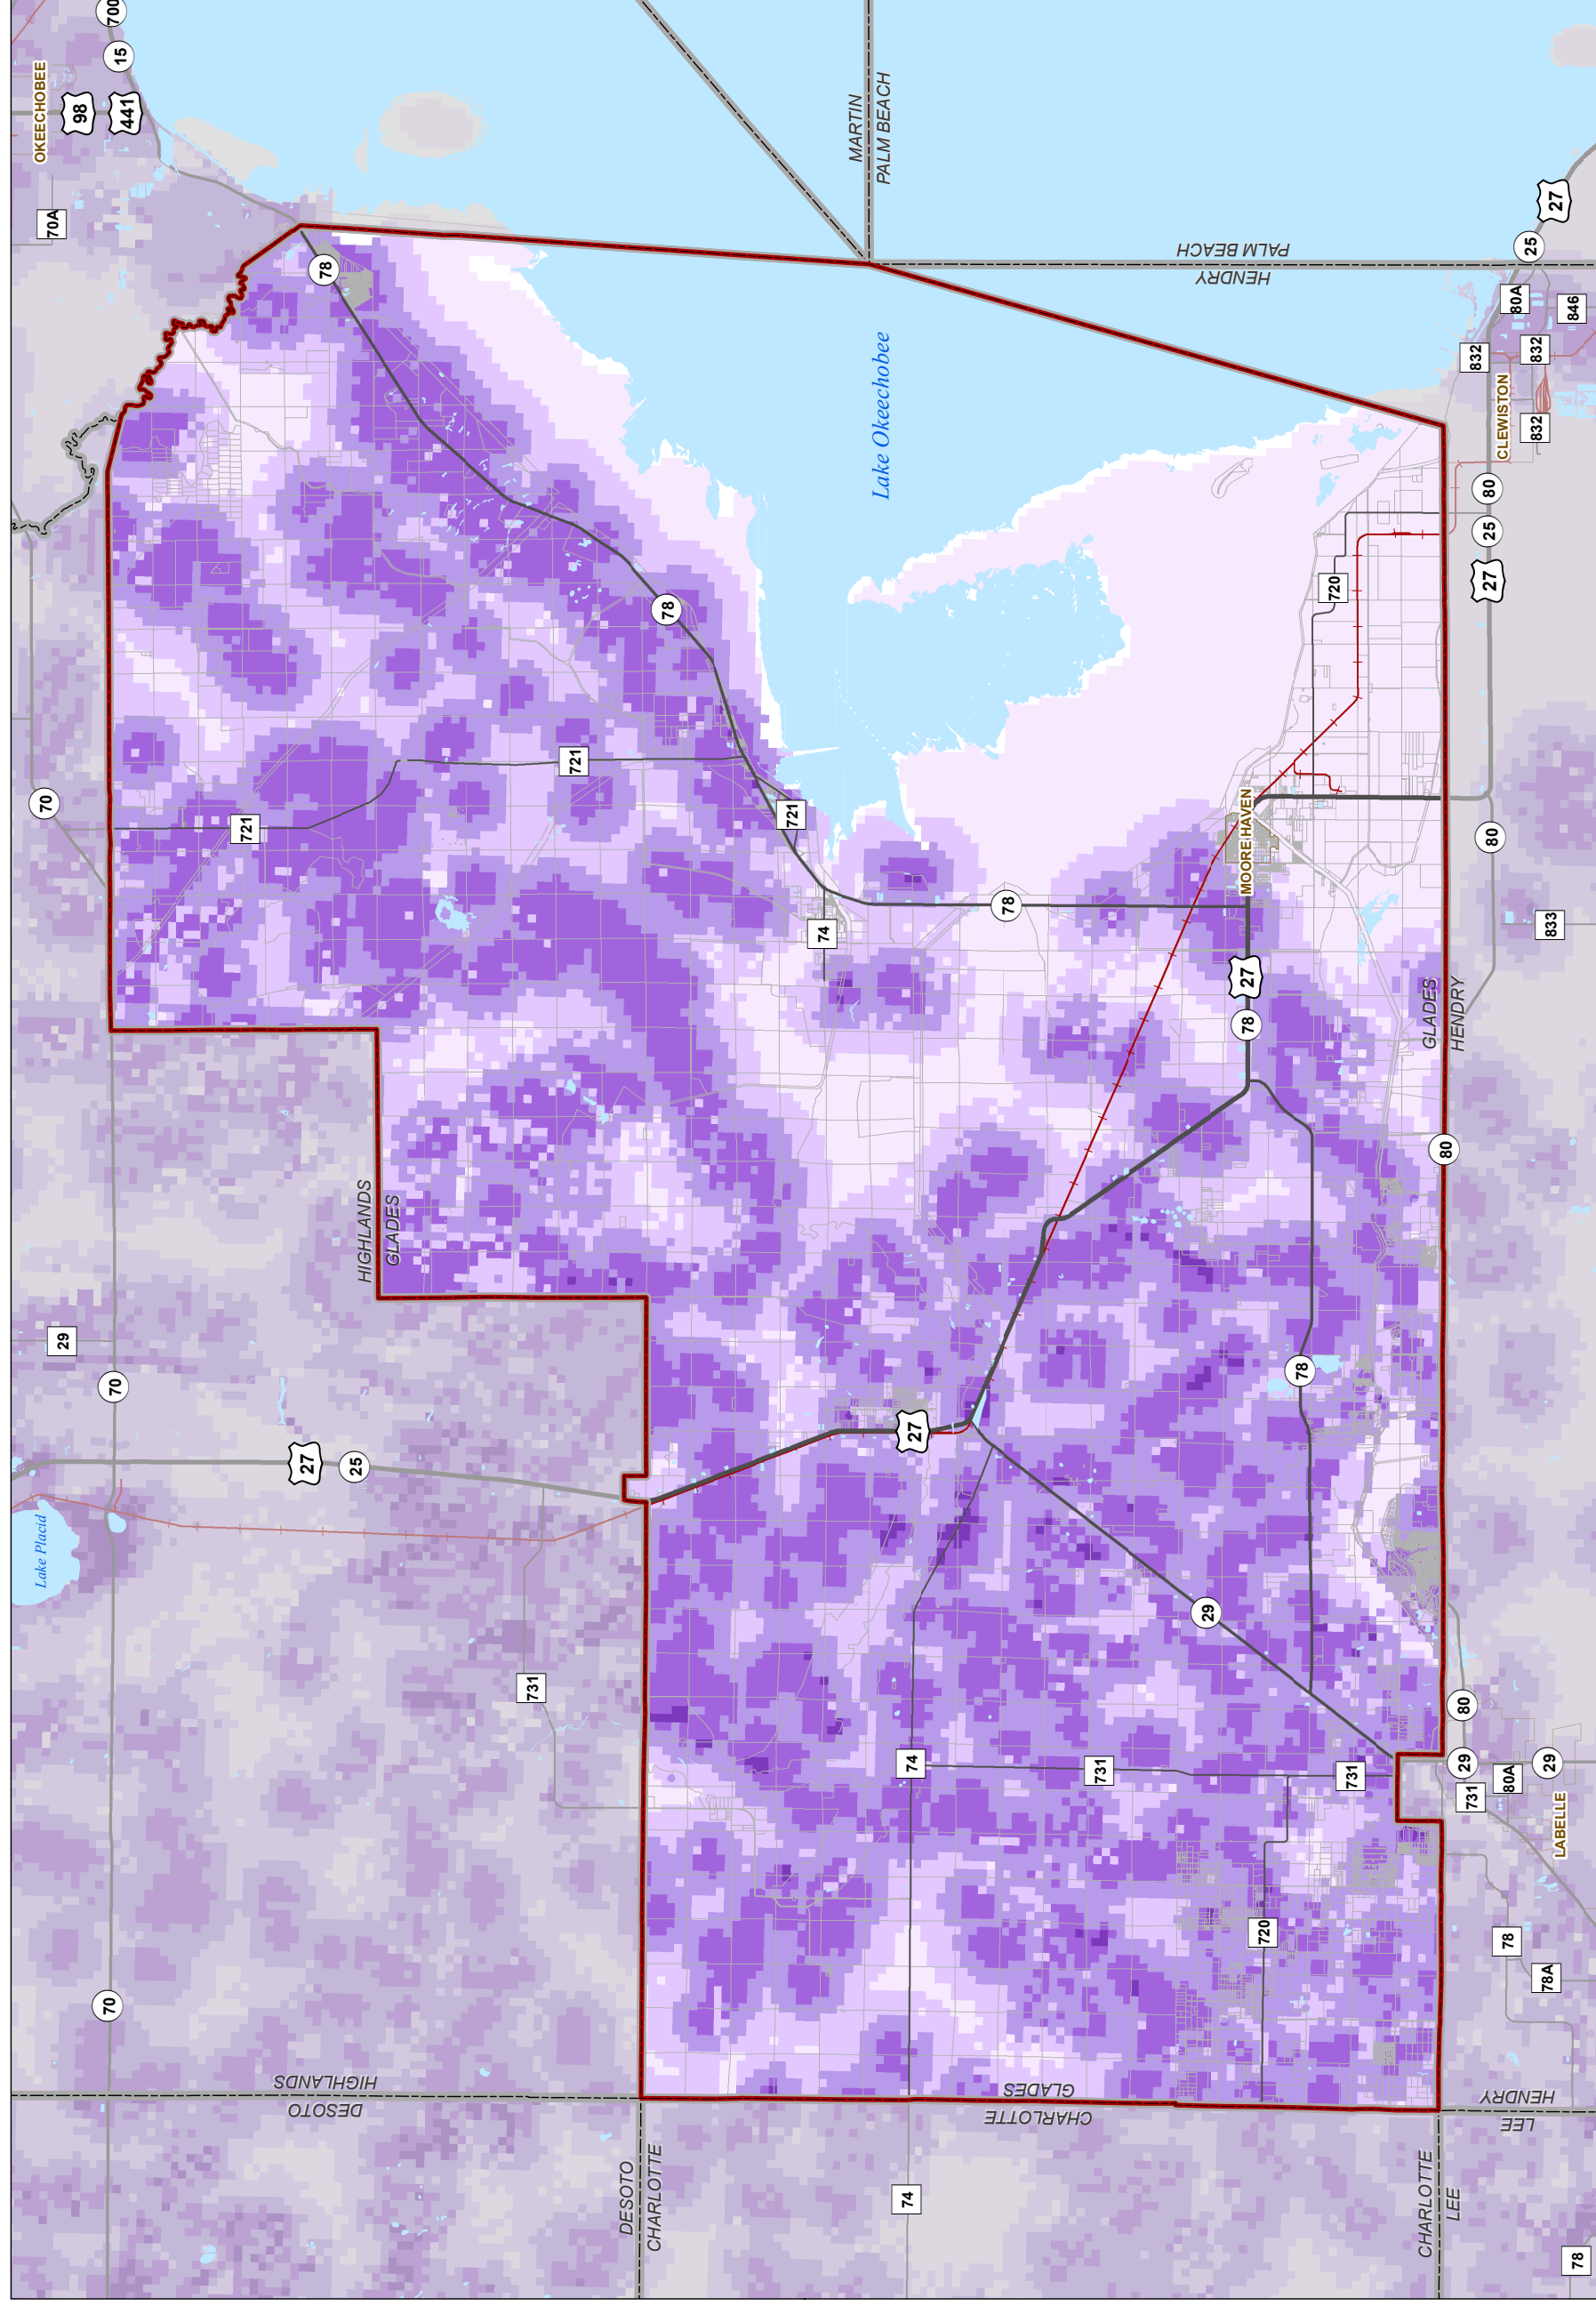 700
15
OKEECHOBEE
98
441
70A
MARTIN
PALM BEACH
27
25
78
PALM BEACH
HENDRY
80A
846
832
832
832
CLEWISTON
Lake Okeechobee
80
25
27
720
78
721
721
721
70
80
MOORE HAVEN
833
74
78
27
78
GLADES
HENDRY
80
HIGHLANDS
GLADES
29
70
78
27
27
25
Lake Placid
29
731
80
74
731
731
29
29
80A
731
LABELLE
720
78
78A
70
HIGHLANDS
DESOTO
GLADES
CHARLOTTE
HENDRY
LEE
DESOTO
CHARLOTTE
74
CHARLOTTE
LEE
78